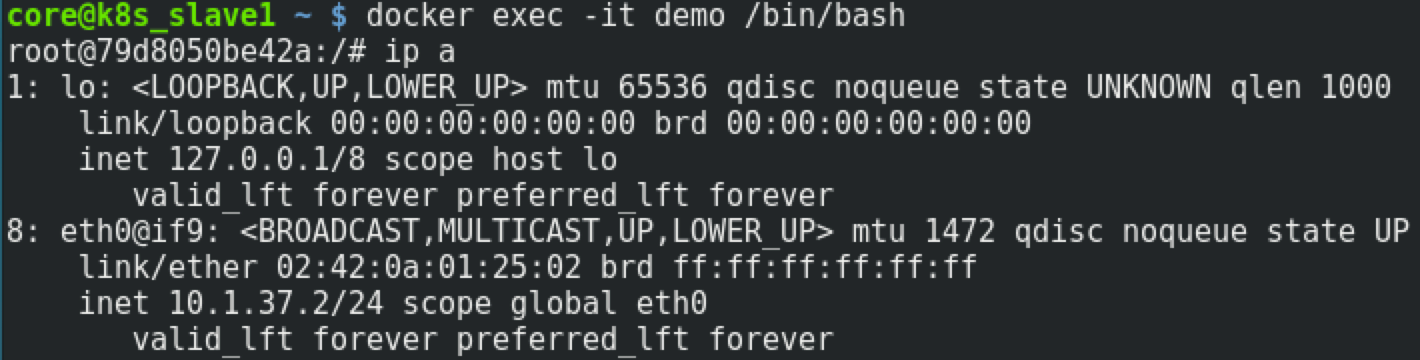 core@k8s_slave1 ~ $ docker exec -it demo /bin/bash
root@79d8050be42a:/# ip a
1: lo: <LOOPBACK,UP,LOWER_UP> mtu 65536 qdisc noqueue state UNKNOWN qlen 1000
    link/loopback 00:00:00:00:00:00 brd 00:00:00:00:00:00
    inet 127.0.0.1/8 scope host lo
       valid_lft forever preferred_lft forever
8: eth0@if9: <BROADCAST,MULTICAST,UP,LOWER_UP> mtu 1472 qdisc noqueue state UP
    link/ether 02:42:0a:01:25:02 brd ff:ff:ff:ff:ff:ff
    inet 10.1.37.2/24 scope global eth0
       valid_lft forever preferred_lft forever